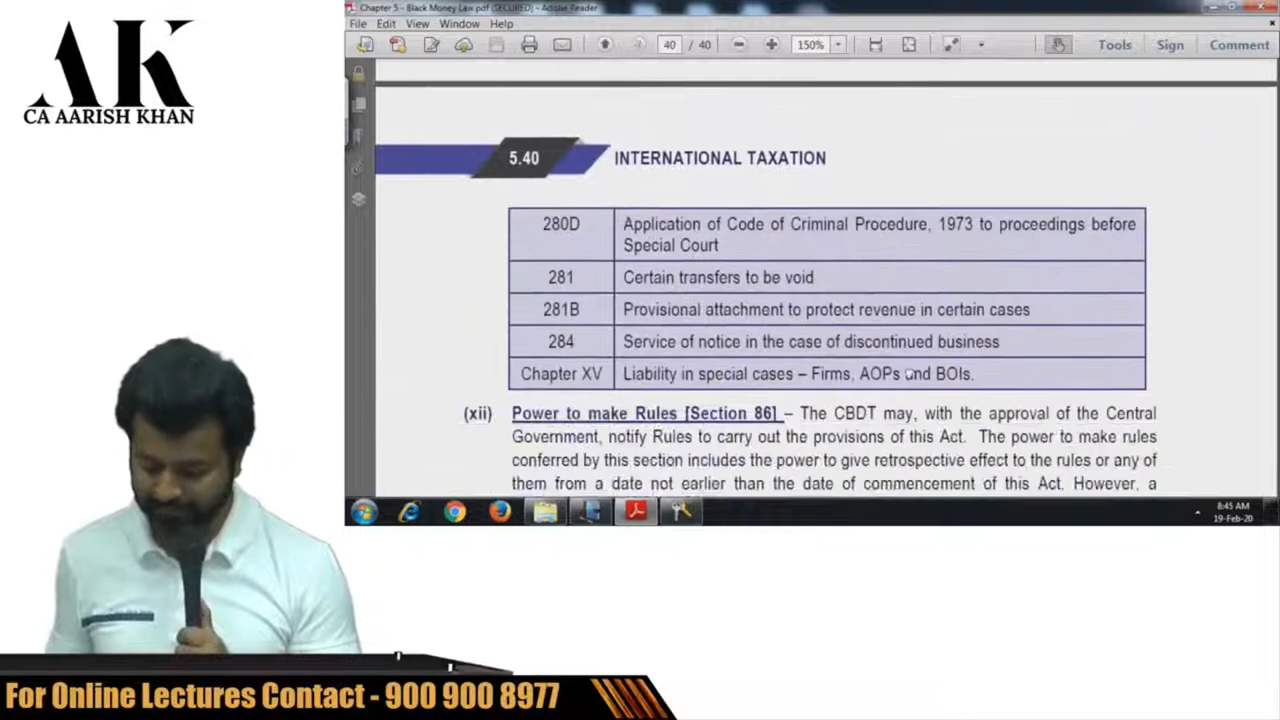 AK
CA AARISH KHAN
Chapter 5 - Black Money Law.pdf (SECURED) - Adobe Reader
File Edit View Window Help
40 / 40 150% Tools Sign Comment
5.40 INTERNATIONAL TAXATION
280D Application of Code of Criminal Procedure, 1973 to proceedings before
Special Court
281 Certain transfers to be void
281B Provisional attachment to protect revenue in certain cases
284 Service of notice in the case of discontinued business
Chapter XV Liability in special cases – Firms, AOPs and BOIs.
(xii) Power to make Rules [Section 86] – The CBDT may, with the approval of the Central
Government, notify Rules to carry out the provisions of this Act. The power to make rules
conferred by this section includes the power to give retrospective effect to the rules or any of
them from a date not earlier than the date of commencement of this Act. However, a
8:45 AM
19-Feb-20
For Online Lectures Contact - 900 900 8977